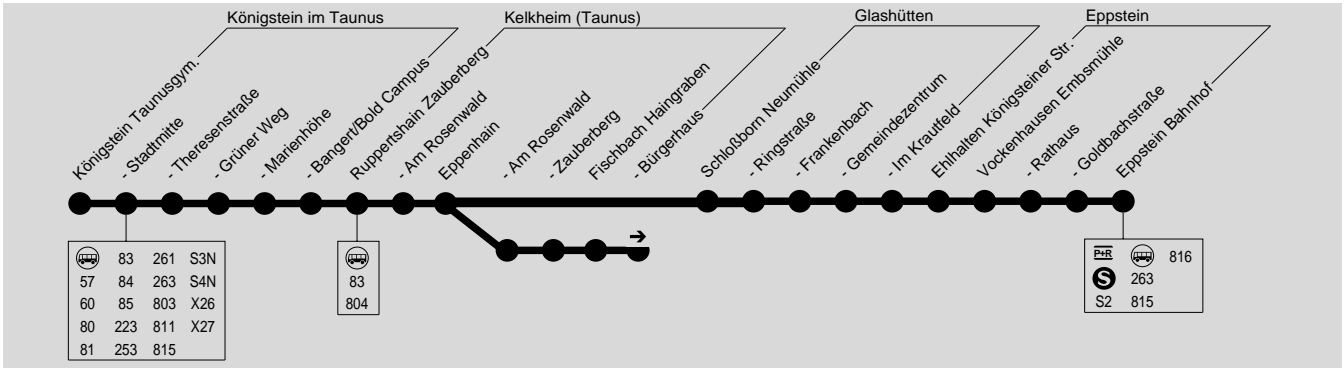 Königstein im Taunus
Kelkheim (Taunus)
Glashütten
Eppstein
Königstein Taunusgym.
- Stadtmitte
- Theresenstraße
- Grüner Weg
- Marienhöhe
- Bangert/Bold Campus
Ruppertshain Zauberberg
- Am Rosenwald
Eppenhain
- Am Rosenwald
- Zauberberg
Fischbach Haingraben
- Bürgerhaus
Schloßborn Neumühle
- Ringstraße
- Frankenbach
- Gemeindezentrum
- Im Krautfeld
Ehlhalten Königsteiner Str.
Vockenhausen Embsmühle
- Rathaus
- Goldbachstraße
Eppstein Bahnhof
83 261 S3N
57 84 263 S4N
60 85 803 X26
80 223 811 X27
81 253 815
83
804
P+R 816
S 263
S2 815